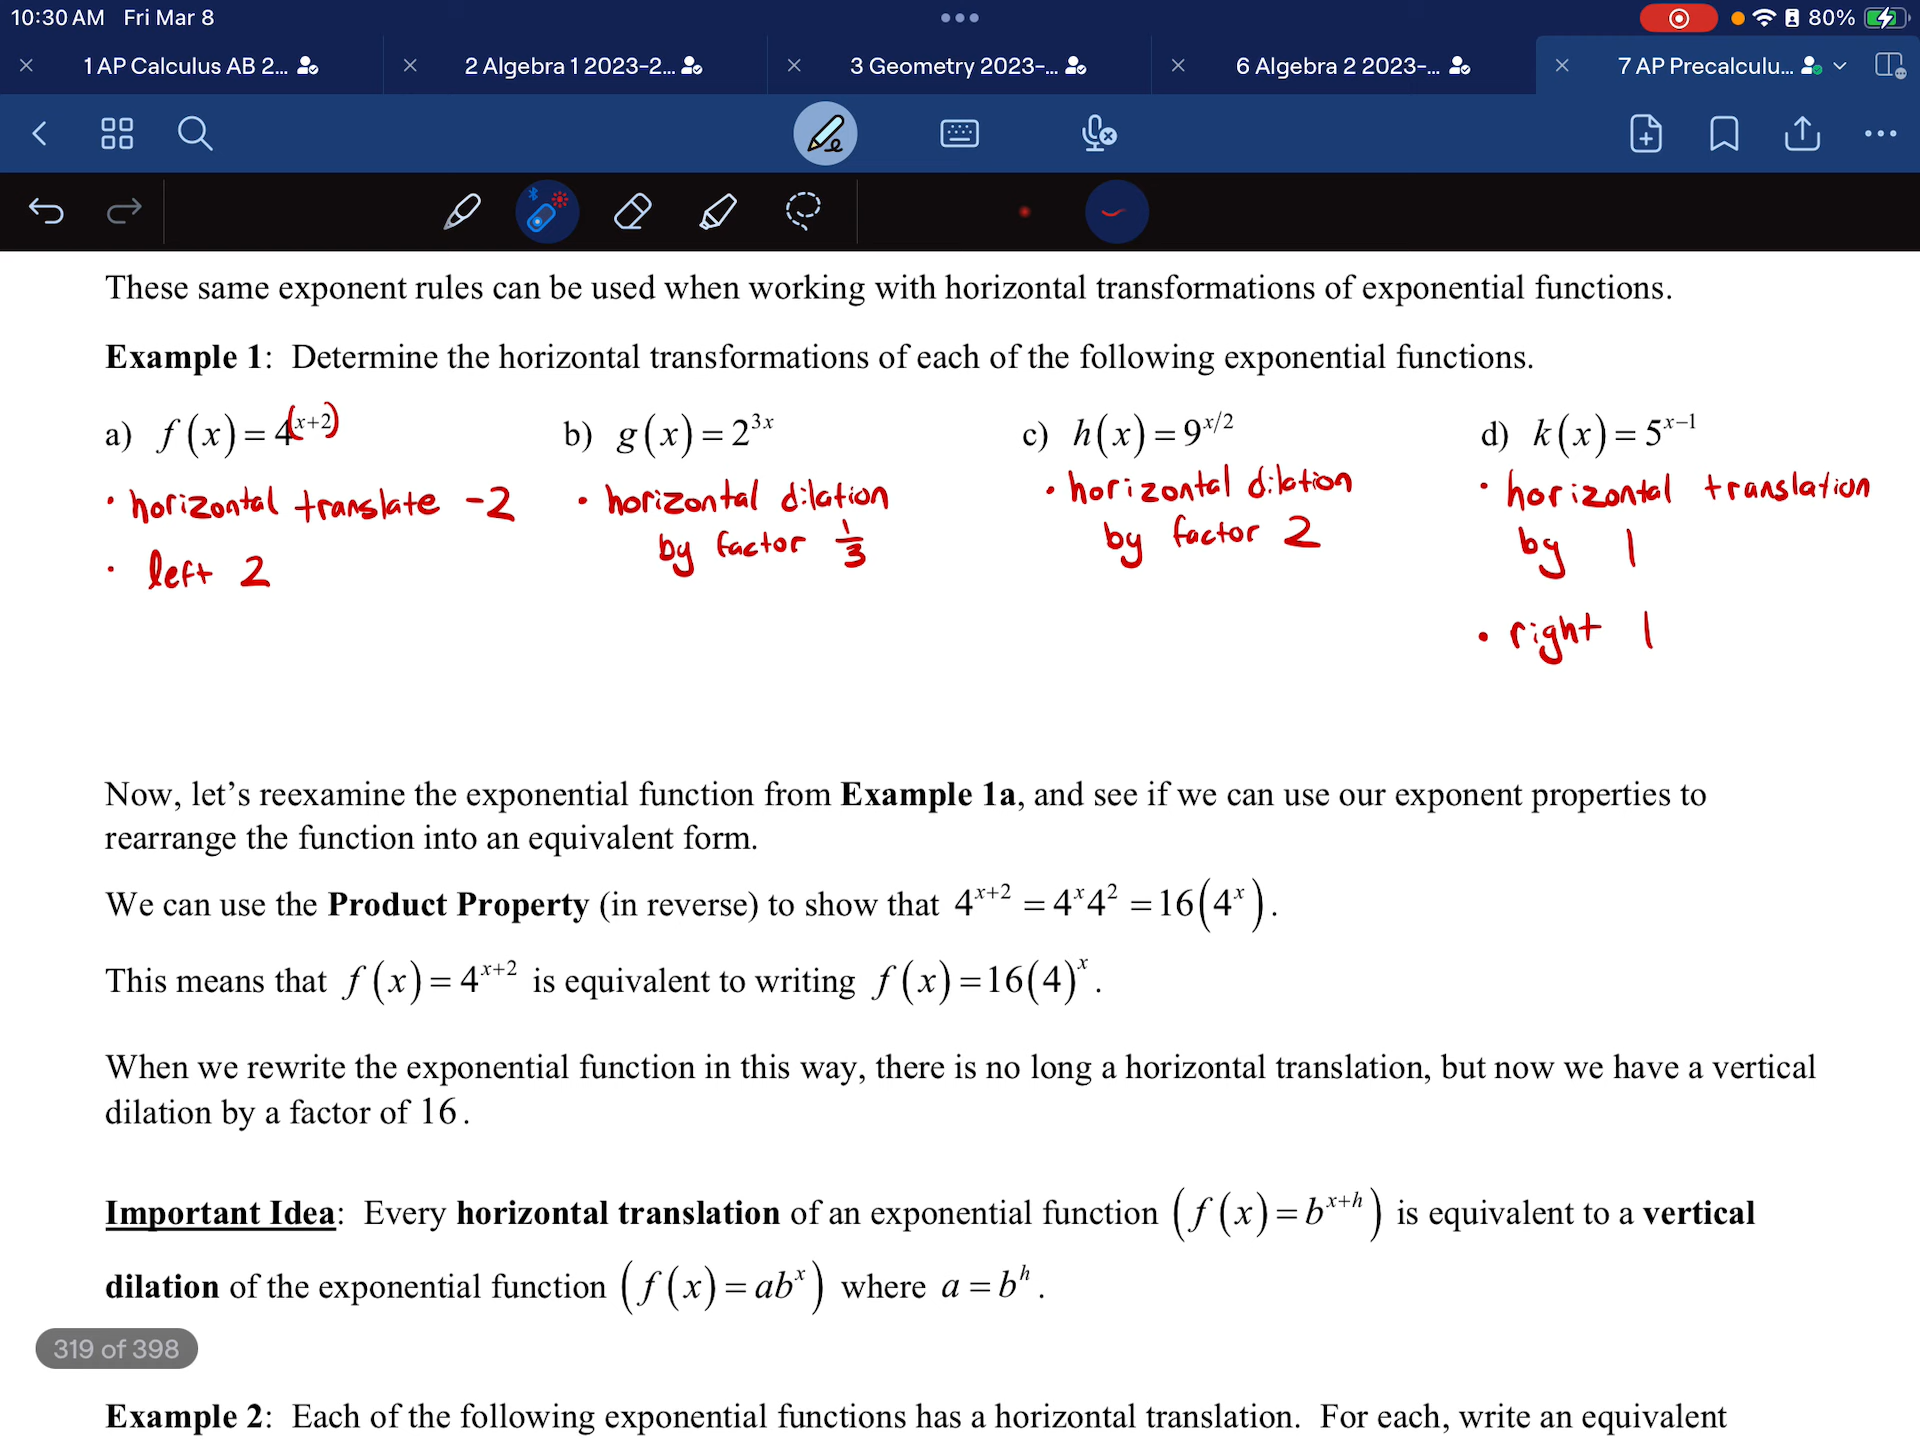 10:30 AM Fri Mar 8 80%
1 AP Calculus AB 2... 2 Algebra 1 2023-2... 3 Geometry 2023-... 6 Algebra 2 2023-... 7 AP Precalculu...
These same exponent rules can be used when working with horizontal transformations of exponential functions.
Example 1: Determine the horizontal transformations of each of the following exponential functions.
a) f(x) = 4^(x+2) b) g(x) = 2^{3x} c) h(x) = 9^{x/2} d) k(x) = 5^{x−1}
• horizontal translate -2
• left 2
• horizontal dilation
by factor 1/3
• horizontal dilation
by factor 2
• horizontal translation
by 1
• right 1
Now, let's reexamine the exponential function from Example 1a, and see if we can use our exponent properties to
rearrange the function into an equivalent form.
We can use the Product Property (in reverse) to show that 4^{x+2} = 4^x 4^2 = 16(4^x).
This means that f(x) = 4^{x+2} is equivalent to writing f(x) = 16(4)^x.
When we rewrite the exponential function in this way, there is no long a horizontal translation, but now we have a vertical
dilation by a factor of 16.
Important Idea: Every horizontal translation of an exponential function (f(x) = b^{x+h}) is equivalent to a vertical
dilation of the exponential function (f(x) = ab^x) where a = b^h.
319 of 398
Example 2: Each of the following exponential functions has a horizontal translation. For each, write an equivalent